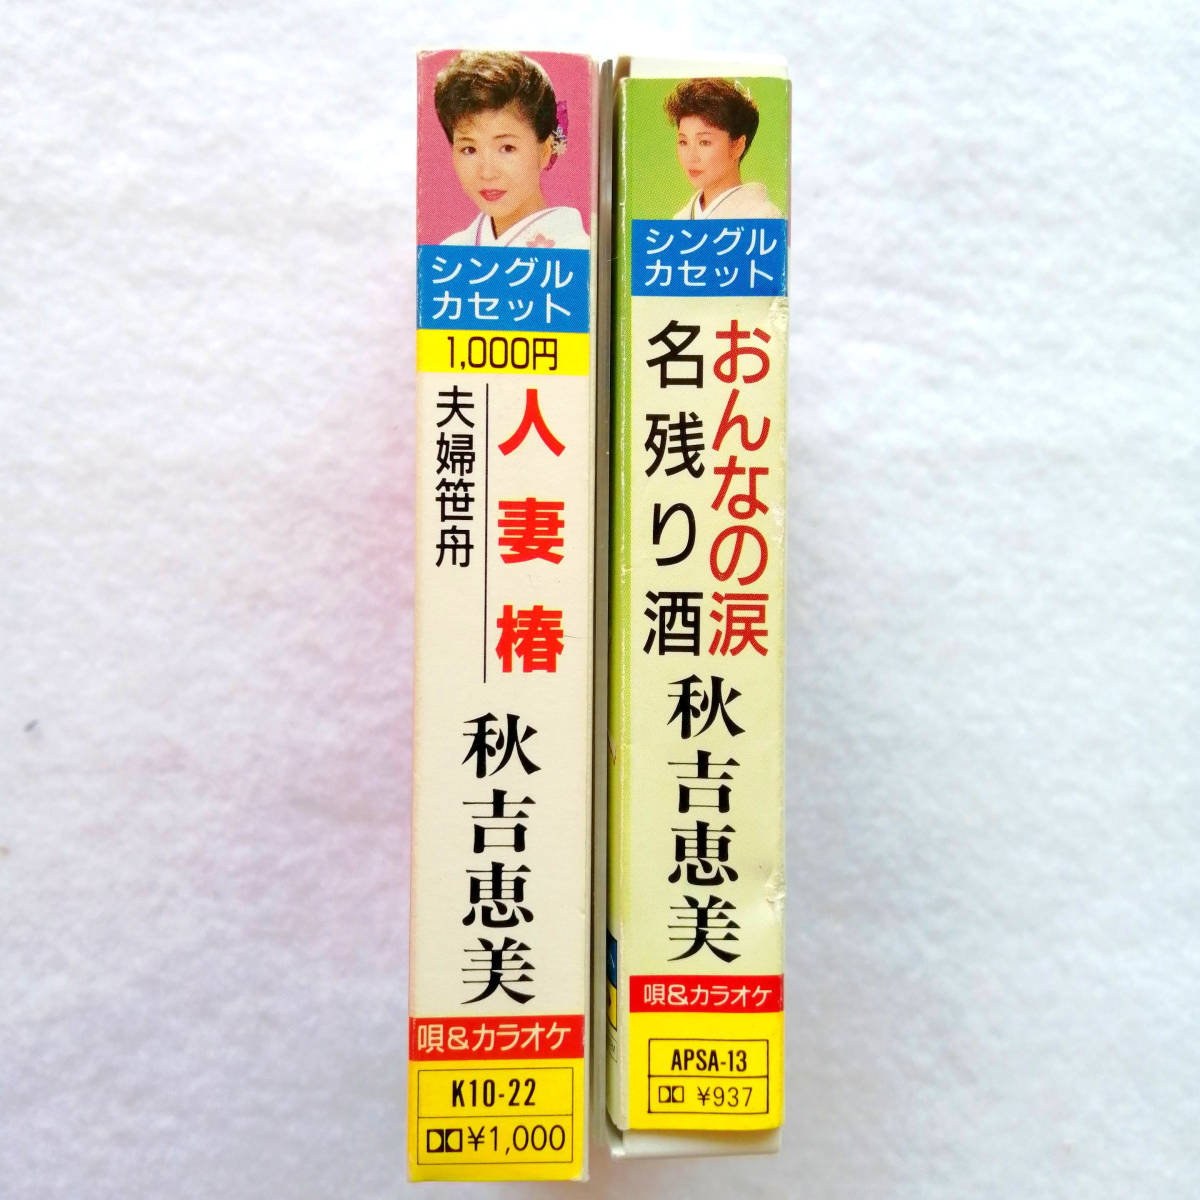 シングル
カセット
1,000円
人妻椿
夫婦笹舟
秋吉恵美
唄&カラオケ
K10-22
¥1,000
シングル
カセット
おんなの涙
名残り酒
秋吉恵美
唄&カラオケ
APSA-13
¥937